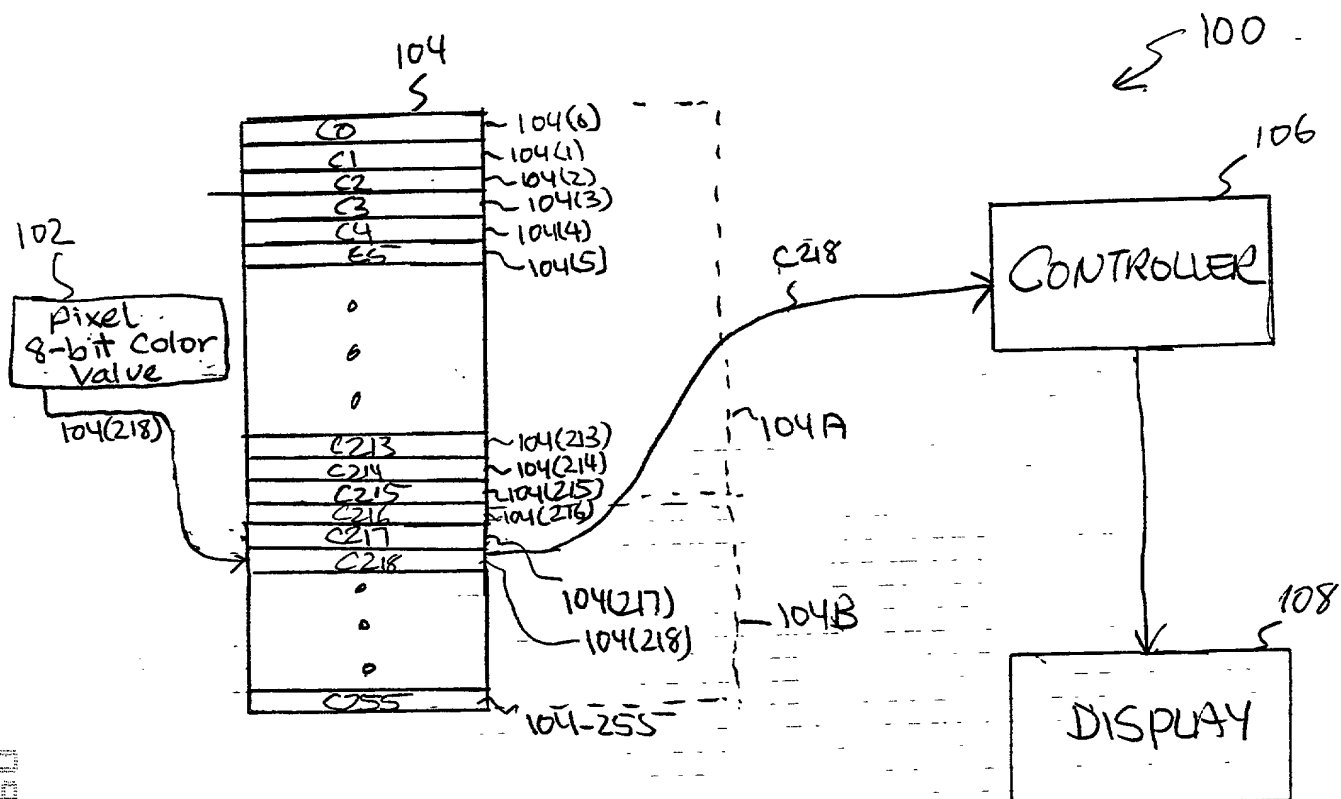 100
104
106
C0
104(0)
C1
104(1)
C2
104(2)
C3
104(3)
C4
104(4)
104(5)
102
Pixel
8-bit Color
Value
104(218)
C218
CONTROLLER
C213
104(213)
C214
104(214)
C215
104(215)
C216
104(216)
C217
C218
104A
104(217)
104(218)
104B
C255
104-255
108
DISPLAY